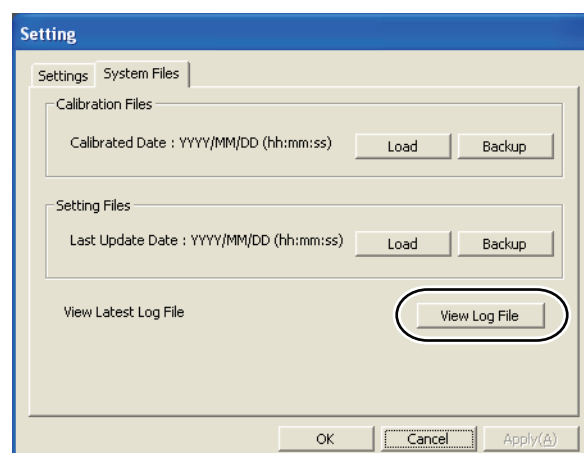 Setting
Settings System Files
Calibration Files
Calibrated Date : YYYY/MM/DD (hh:mm:ss) Load Backup
Setting Files
Last Update Date : YYYY/MM/DD (hh:mm:ss) Load Backup
View Latest Log File View Log File
OK Cancel Apply(A)